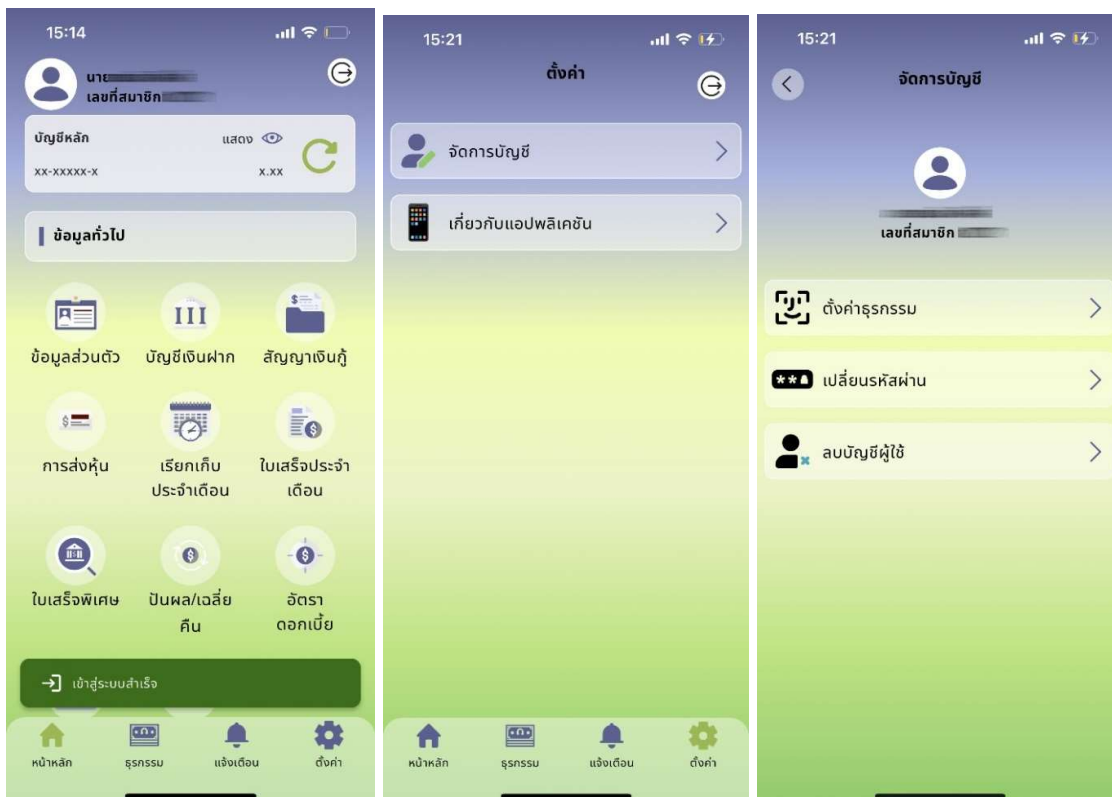 15:14
นาย
เลขที่สมาชิก
บัญชีหลัก
แสดง
xx-xxxxx-x
x.xx
ข้อมูลทั่วไป
ข้อมูลส่วนตัว
บัญชีเงินฝาก
สัญญาเงินกู้
การส่งหุ้น
เรียกเก็บ
ประจำเดือน
ใบเสร็จประจำ
เดือน
ใบเสร็จพิเศษ
ปันผล/เฉลี่ย
คืน
อัตรา
ดอกเบี้ย
เข้าสู่ระบบสำเร็จ
หน้าหลัก
ธุรกรรม
แจ้งเตือน
ตั้งค่า
15:21
ตั้งค่า
จัดการบัญชี
เกี่ยวกับแอปพลิเคชัน
หน้าหลัก
ธุรกรรม
แจ้งเตือน
ตั้งค่า
15:21
จัดการบัญชี
เลขที่สมาชิก
ตั้งค่าธุรกรรม
เปลี่ยนรหัสผ่าน
ลบบัญชีผู้ใช้